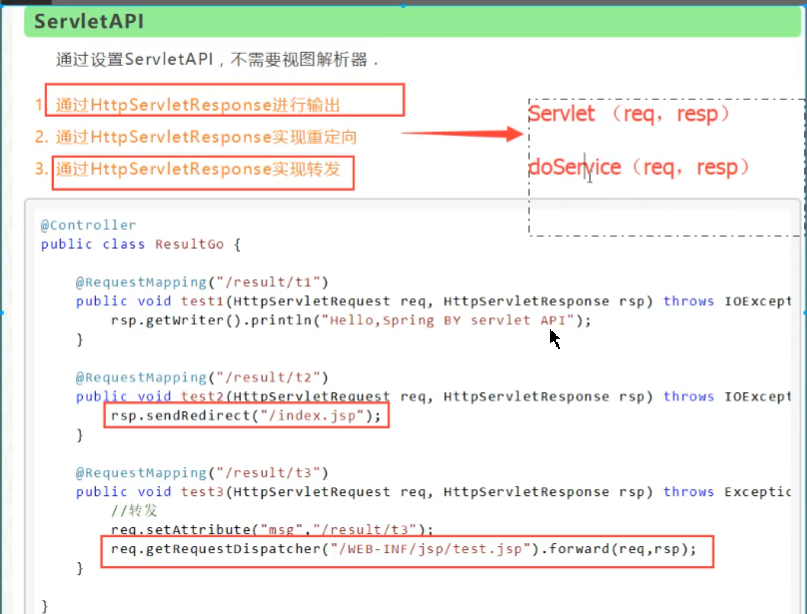 ServletAPI
通过设置ServletAPI，不需要视图解析器 .
1. 通过HttpServletResponse进行输出
2. 通过HttpServletResponse实现重定向
3. 通过HttpServletResponse实现转发
Servlet （req，resp）
doService（req，resp）
@Controller
public class ResultGo {
@RequestMapping("/result/t1")
public void test1(HttpServletRequest req, HttpServletResponse rsp) throws IOExcept
rsp.getWriter().println("Hello,Spring BY servlet API");
}
@RequestMapping("/result/t2")
public void test2(HttpServletRequest req, HttpServletResponse rsp) throws IOExcept
rsp.sendRedirect("/index.jsp");
}
@RequestMapping("/result/t3")
public void test3(HttpServletRequest req, HttpServletResponse rsp) throws Exceptio
//转发
req.setAttribute("msg","/result/t3");
req.getRequestDispatcher("/WEB-INF/jsp/test.jsp").forward(req,rsp);
}
}